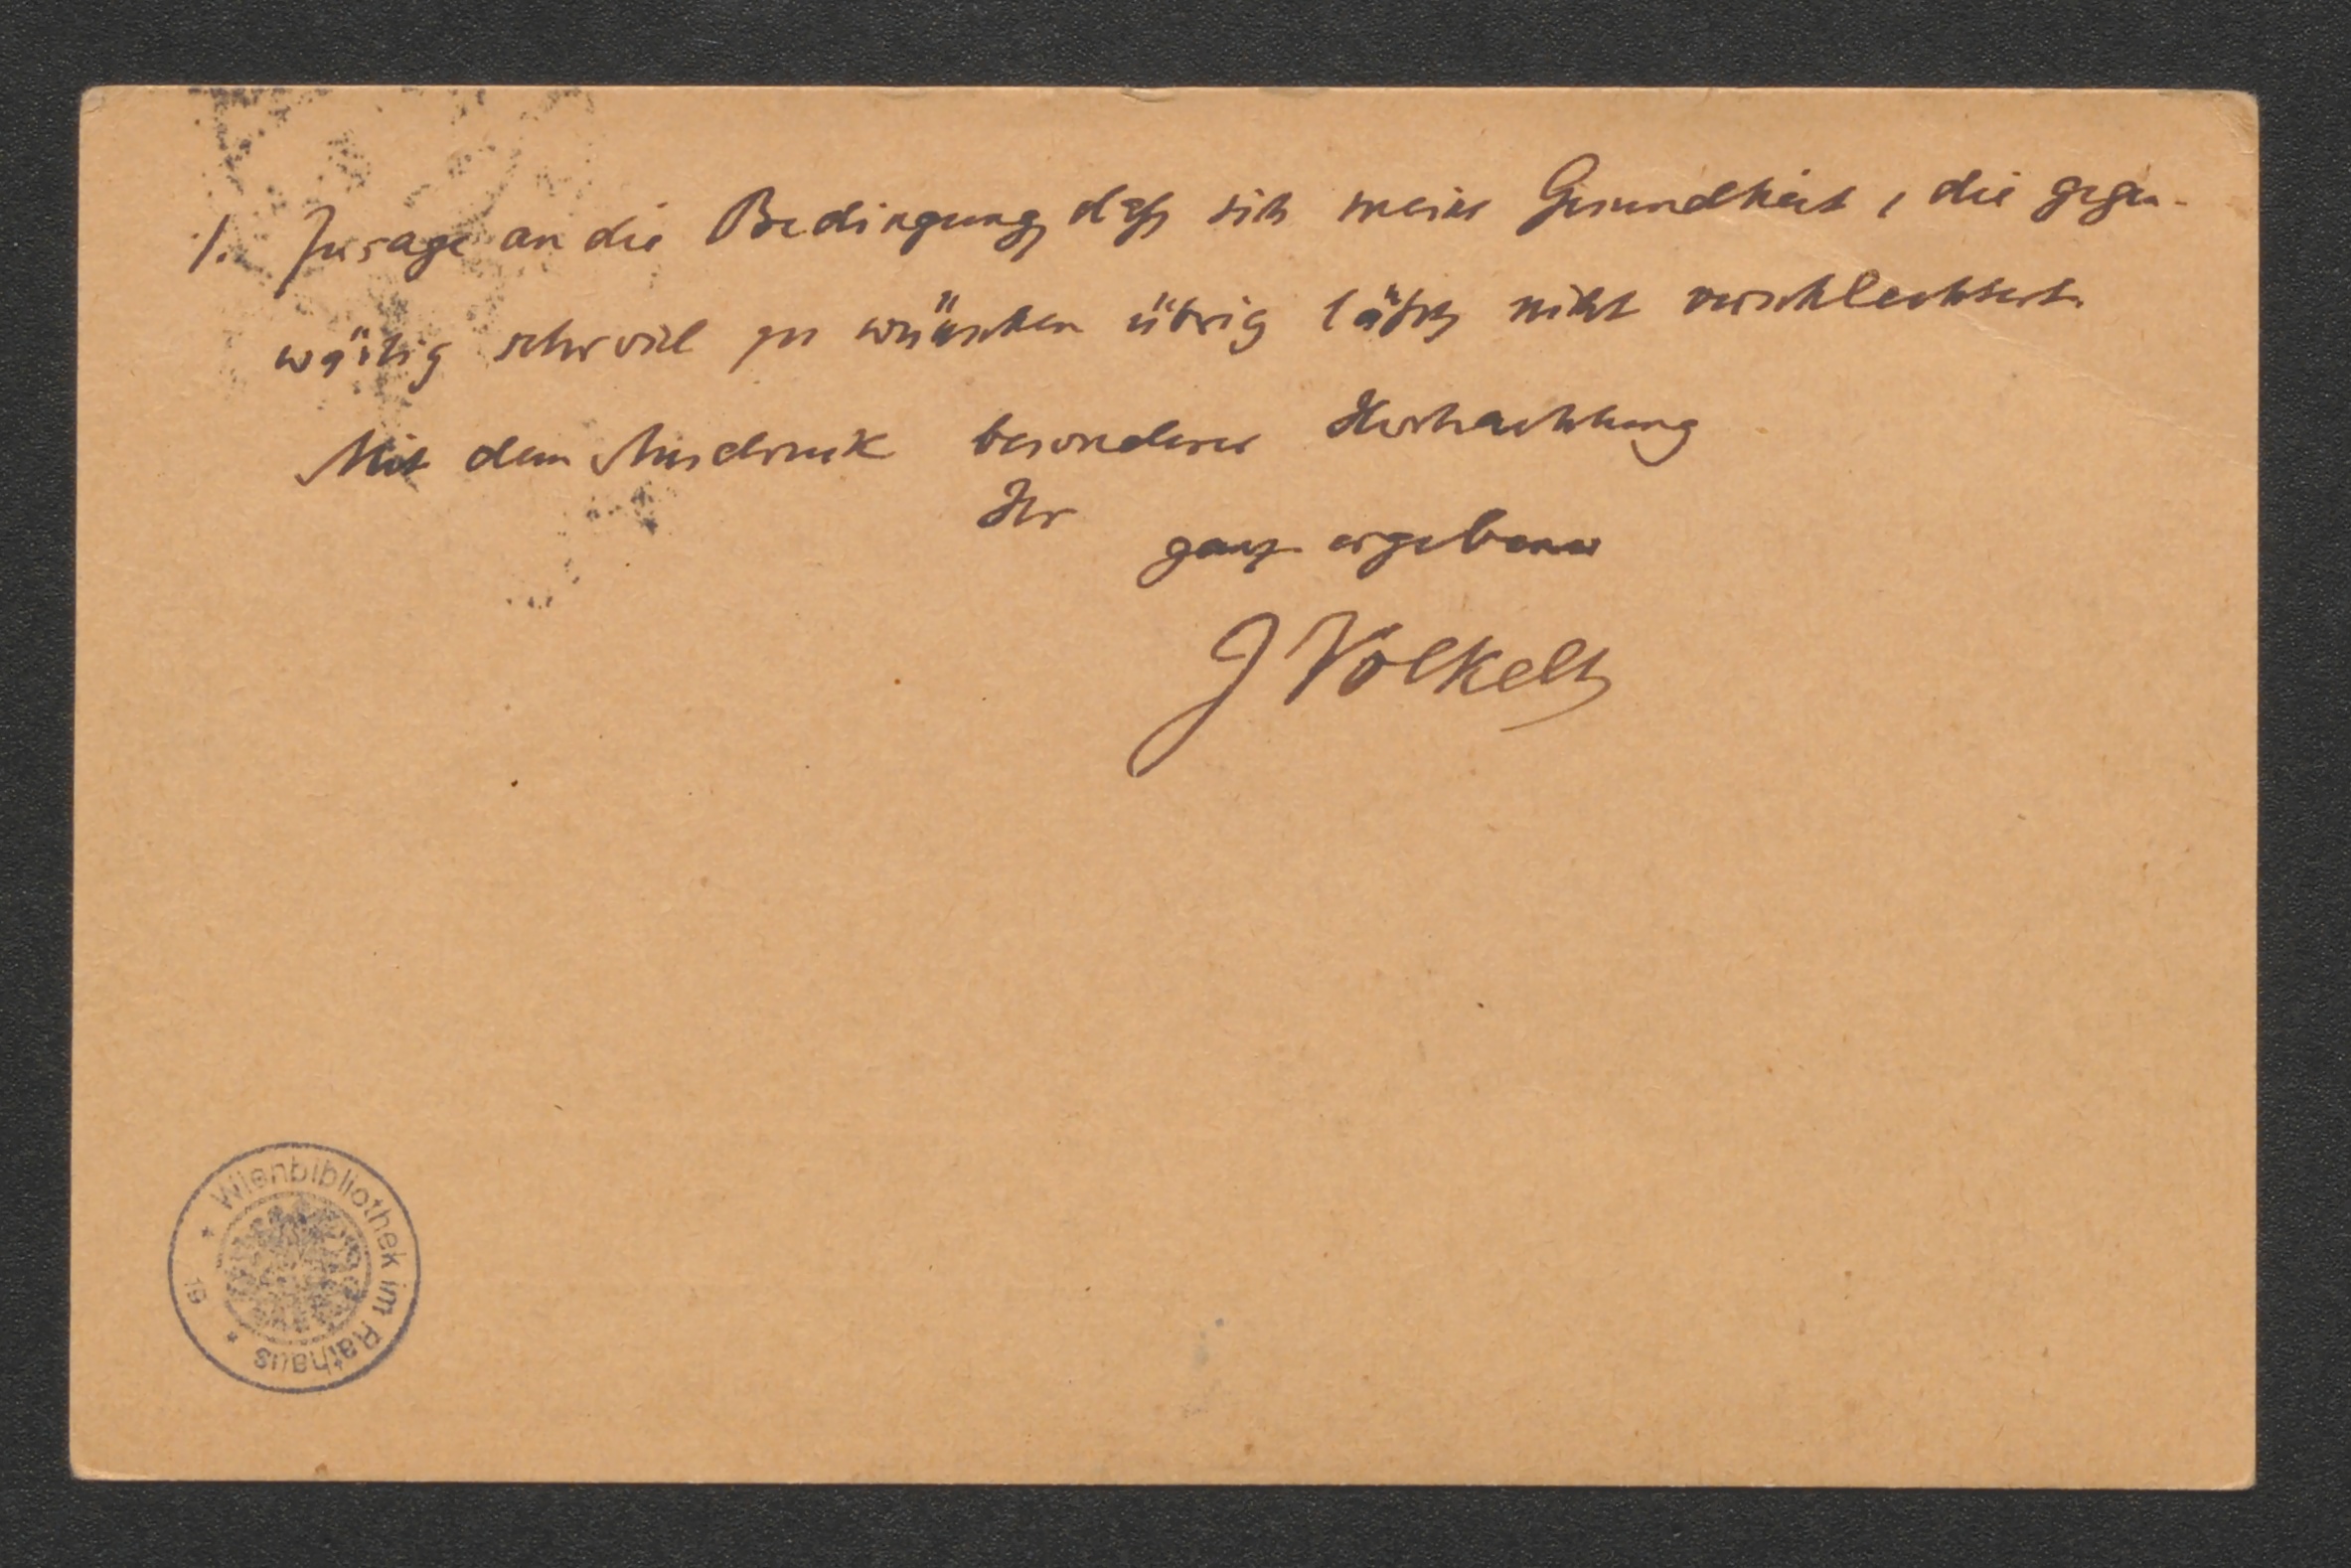 /. Zusage an die Bedingung, daß sich meine Gesundheit, die gegen-
wärtig sehr viel zu wünschen übrig läßt, nicht verschlechtert.
Mit dem Ausdruck besonderer Hochachtung
Ihr
ganz ergebener
J Volkelt
* Wienbibliothek im Rathaus *
19